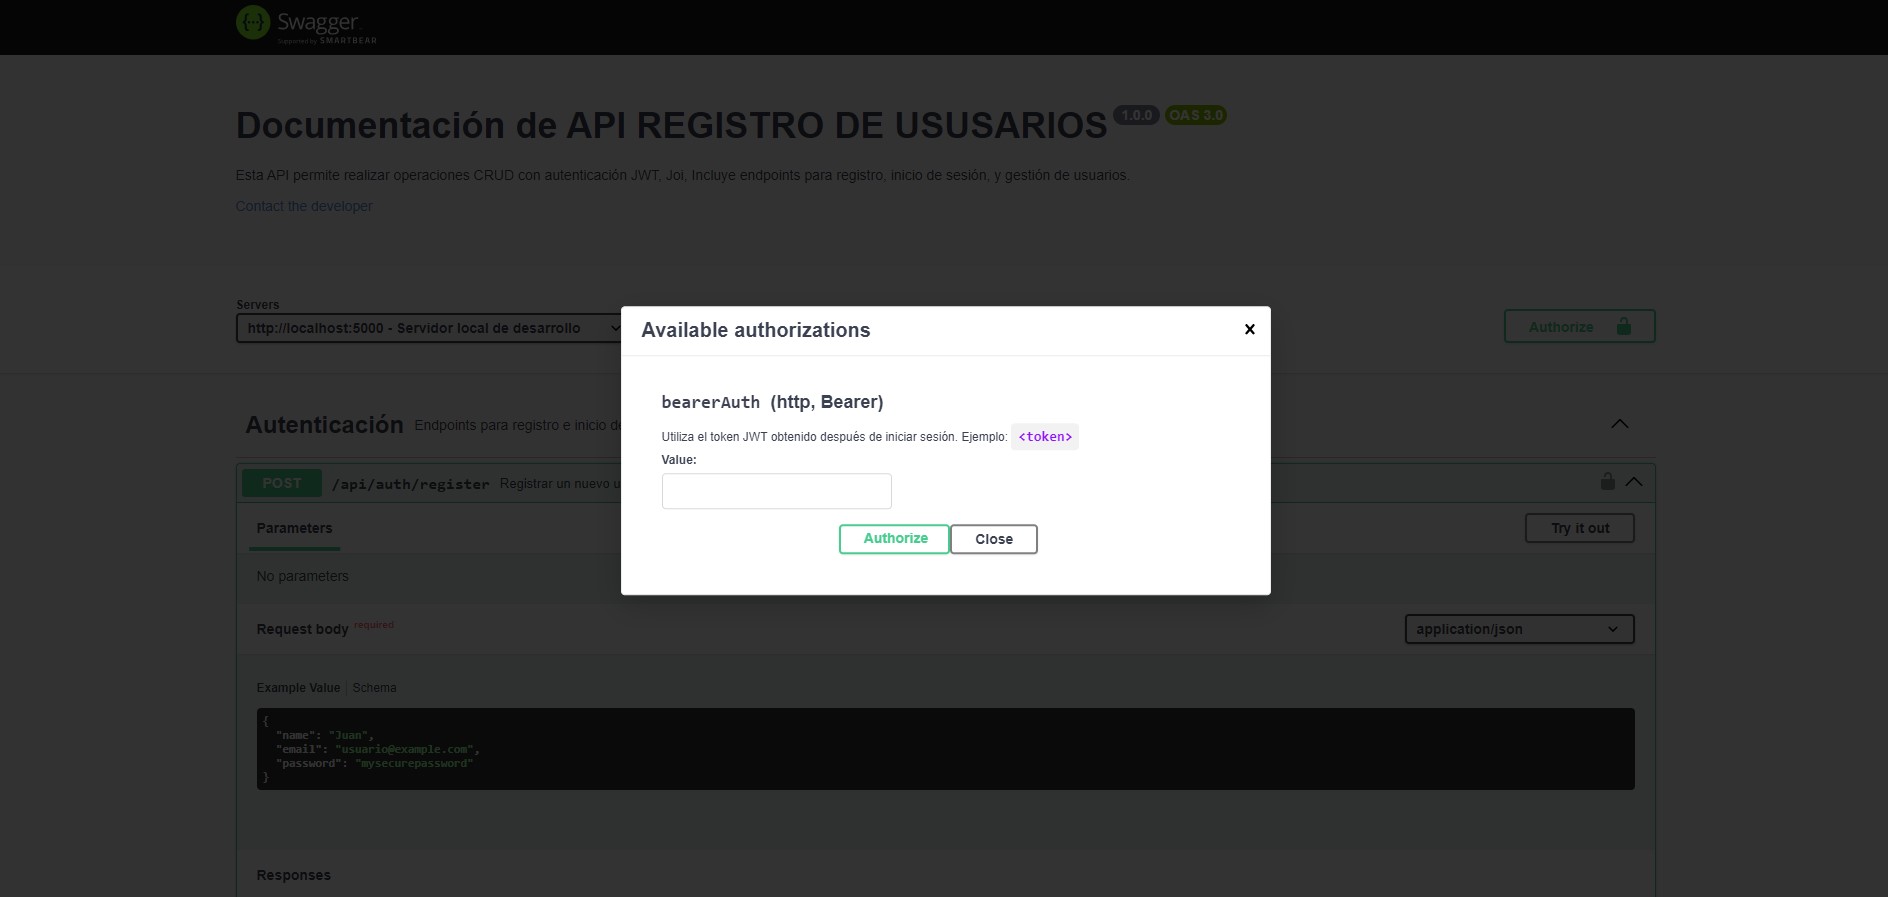 Swagger
Supported by SMARTBEAR
Documentación de API REGISTRO DE USUSARIOS 1.0.0 OAS 3.0
Esta API permite realizar operaciones CRUD con autenticación JWT, Joi, Incluye endpoints para registro, inicio de sesión, y gestión de usuarios.
Contact the developer
Servers
http://localhost:5000 - Servidor local de desarrollo
Authorize
Available authorizations
bearerAuth (http, Bearer)
Utiliza el token JWT obtenido después de iniciar sesión. Ejemplo: <token>
Value:
Authorize Close
Autenticación Endpoints para registro e inicio de
POST /api/auth/register Registrar un nuevo u
Parameters Try it out
No parameters
Request body required application/json
Example Value Schema
{
"name": "Juan",
"email": "usuario@example.com",
"password": "mysecurepassword"
}
Responses